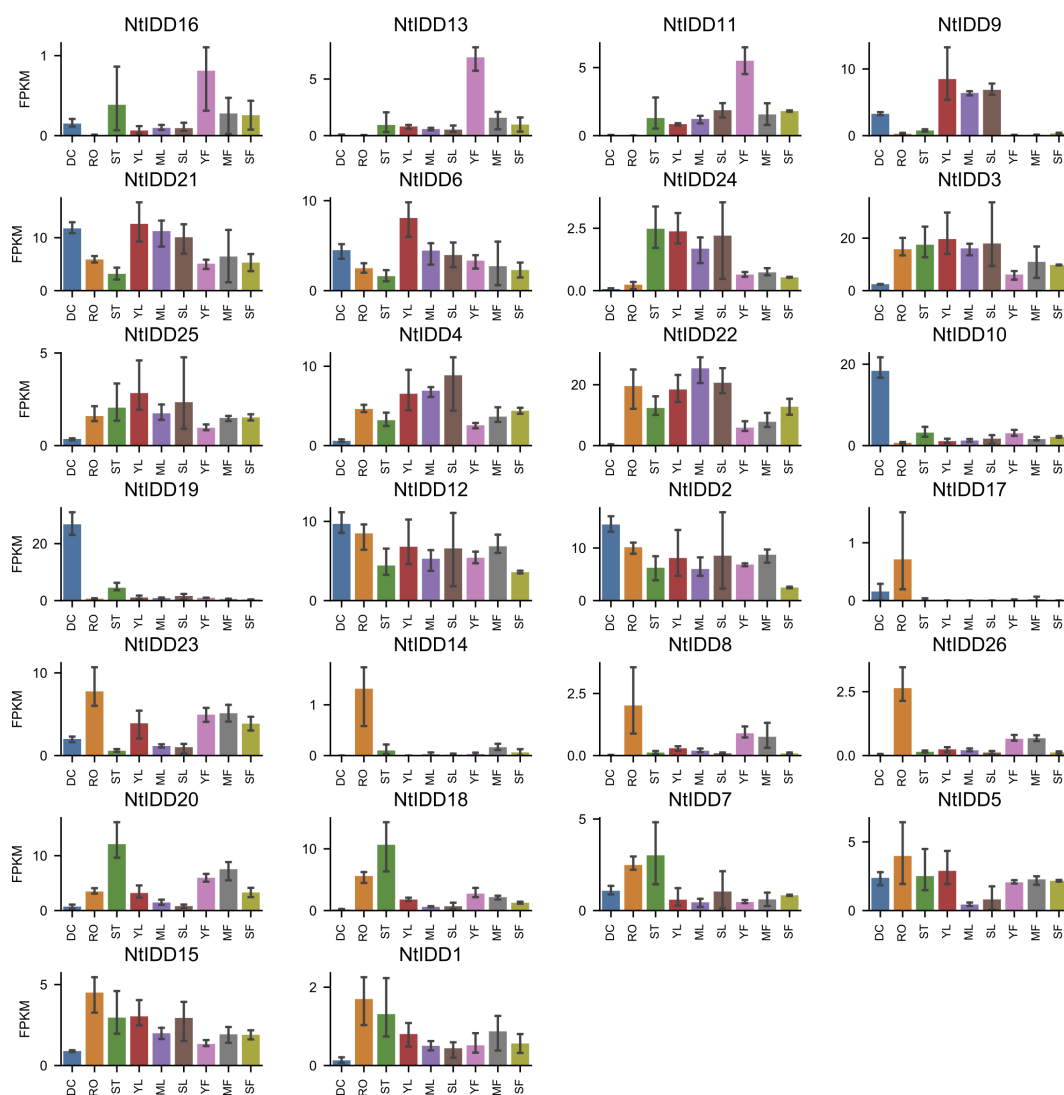 NtIDD16 NtIDD13 NtIDD11 NtIDD9
FPKM 1 0 5 0 5 0 10 0
DC RO ST YL ML SL YF MF SF DC RO ST YL ML SL YF MF SF DC RO ST YL ML SL YF MF SF DC RO ST YL ML SL YF MF SF
NtIDD21 NtIDD6 NtIDD24 NtIDD3
FPKM 10 0 10 0 2.5 0.0 20 0
DC RO ST YL ML SL YF MF SF DC RO ST YL ML SL YF MF SF DC RO ST YL ML SL YF MF SF DC RO ST YL ML SL YF MF SF
NtIDD25 NtIDD4 NtIDD22 NtIDD10
FPKM 5 0 10 0 20 0 20 0
DC RO ST YL ML SL YF MF SF DC RO ST YL ML SL YF MF SF DC RO ST YL ML SL YF MF SF DC RO ST YL ML SL YF MF SF
NtIDD19 NtIDD12 NtIDD2 NtIDD17
FPKM 20 0 10 0 10 0 1 0
DC RO ST YL ML SL YF MF SF DC RO ST YL ML SL YF MF SF DC RO ST YL ML SL YF MF SF DC RO ST YL ML SL YF MF SF
NtIDD23 NtIDD14 NtIDD8 NtIDD26
FPKM 10 0 1 0 2.5 0.0 2.5 0.0
DC RO ST YL ML SL YF MF SF DC RO ST YL ML SL YF MF SF DC RO ST YL ML SL YF MF SF DC RO ST YL ML SL YF MF SF
NtIDD20 NtIDD18 NtIDD7 NtIDD5
FPKM 10 0 10 0 5 0 5 0
DC RO ST YL ML SL YF MF SF DC RO ST YL ML SL YF MF SF DC RO ST YL ML SL YF MF SF DC RO ST YL ML SL YF MF SF
NtIDD15 NtIDD1
FPKM 5 0 2 0
DC RO ST YL ML SL YF MF SF DC RO ST YL ML SL YF MF SF